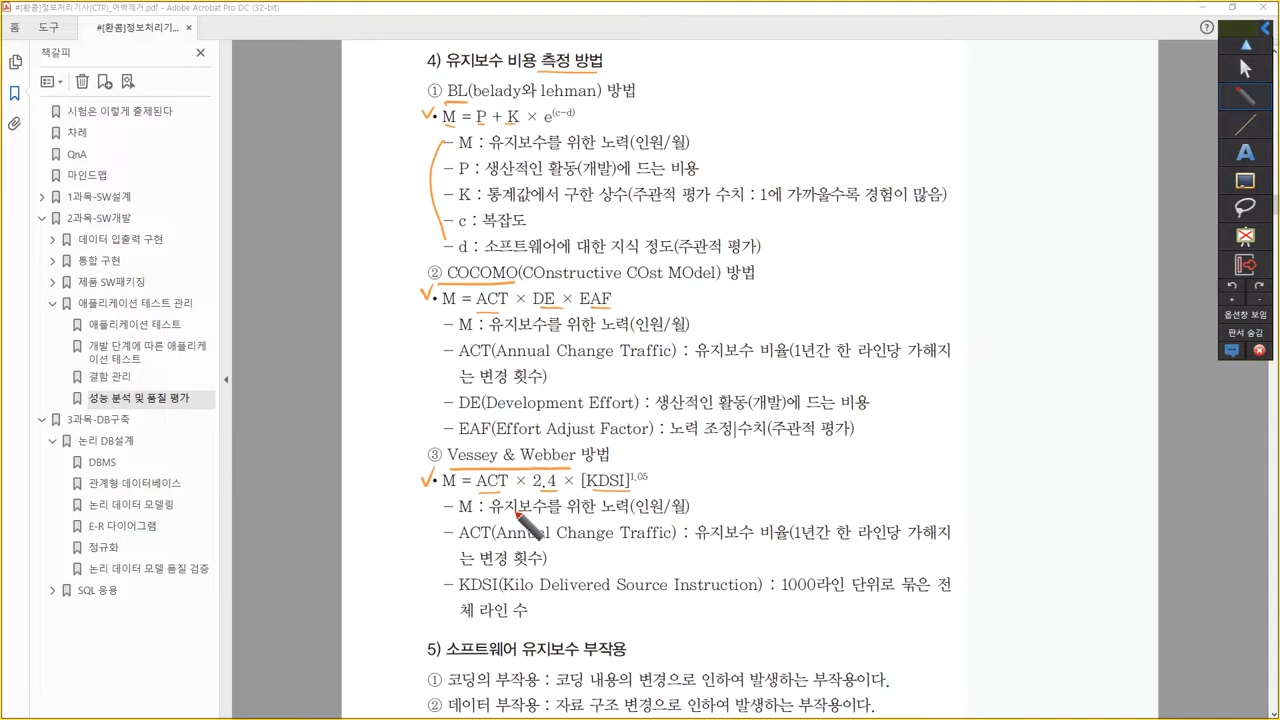 #[환콤]정보처리기사(CTP)_여백제거.pdf - Adobe Acrobat Pro DC (32-bit)
홈
도구
#[환콤]정보처리기...
책갈피
시험은 이렇게 출제된다
차례
QnA
마인드맵
1과목-SW설계
2과목-SW개발
데이터 입출력 구현
통합 구현
제품 SW패키징
애플리케이션 테스트 관리
애플리케이션 테스트
개발 단계에 따른 애플리케
이션 테스트
결함 관리
성능 분석 및 품질 평가
3과목-DB구축
논리 DB설계
DBMS
관계형 데이터베이스
논리 데이터 모델링
E-R 다이어그램
정규화
논리 데이터 모델 품질 검증
SQL 응용
4) 유지보수 비용 측정 방법
① BL(belady와 lehman) 방법
• M = P + K × e(c-d)
- M : 유지보수를 위한 노력(인원/월)
- P : 생산적인 활동(개발)에 드는 비용
- K : 통계값에서 구한 상수(주관적 평가 수치 : 1에 가까울수록 경험이 많음)
- c : 복잡도
- d : 소프트웨어에 대한 지식 정도(주관적 평가)
② COCOMO(COnstructive COst MOdel) 방법
• M = ACT × DE × EAF
- M : 유지보수를 위한 노력(인원/월)
- ACT(Annual Change Traffic) : 유지보수 비율(1년간 한 라인당 가해지
는 변경 횟수)
- DE(Development Effort) : 생산적인 활동(개발)에 드는 비용
- EAF(Effort Adjust Factor) : 노력 조정|수치(주관적 평가)
③ Vessey & Webber 방법
• M = ACT × 2.4 × [KDSI]1.05
- M : 유지보수를 위한 노력(인원/월)
- ACT(Annual Change Traffic) : 유지보수 비율(1년간 한 라인당 가해지
는 변경 횟수)
- KDSI(Kilo Delivered Source Instruction) : 1000라인 단위로 묶은 전
체 라인 수
5) 소프트웨어 유지보수 부작용
① 코딩의 부작용 : 코딩 내용의 변경으로 인하여 발생하는 부작용이다.
② 데이터 부작용 : 자료 구조 변경으로 인하여 발생하는 부작용이다.
옵션창 보임
판서 숨김